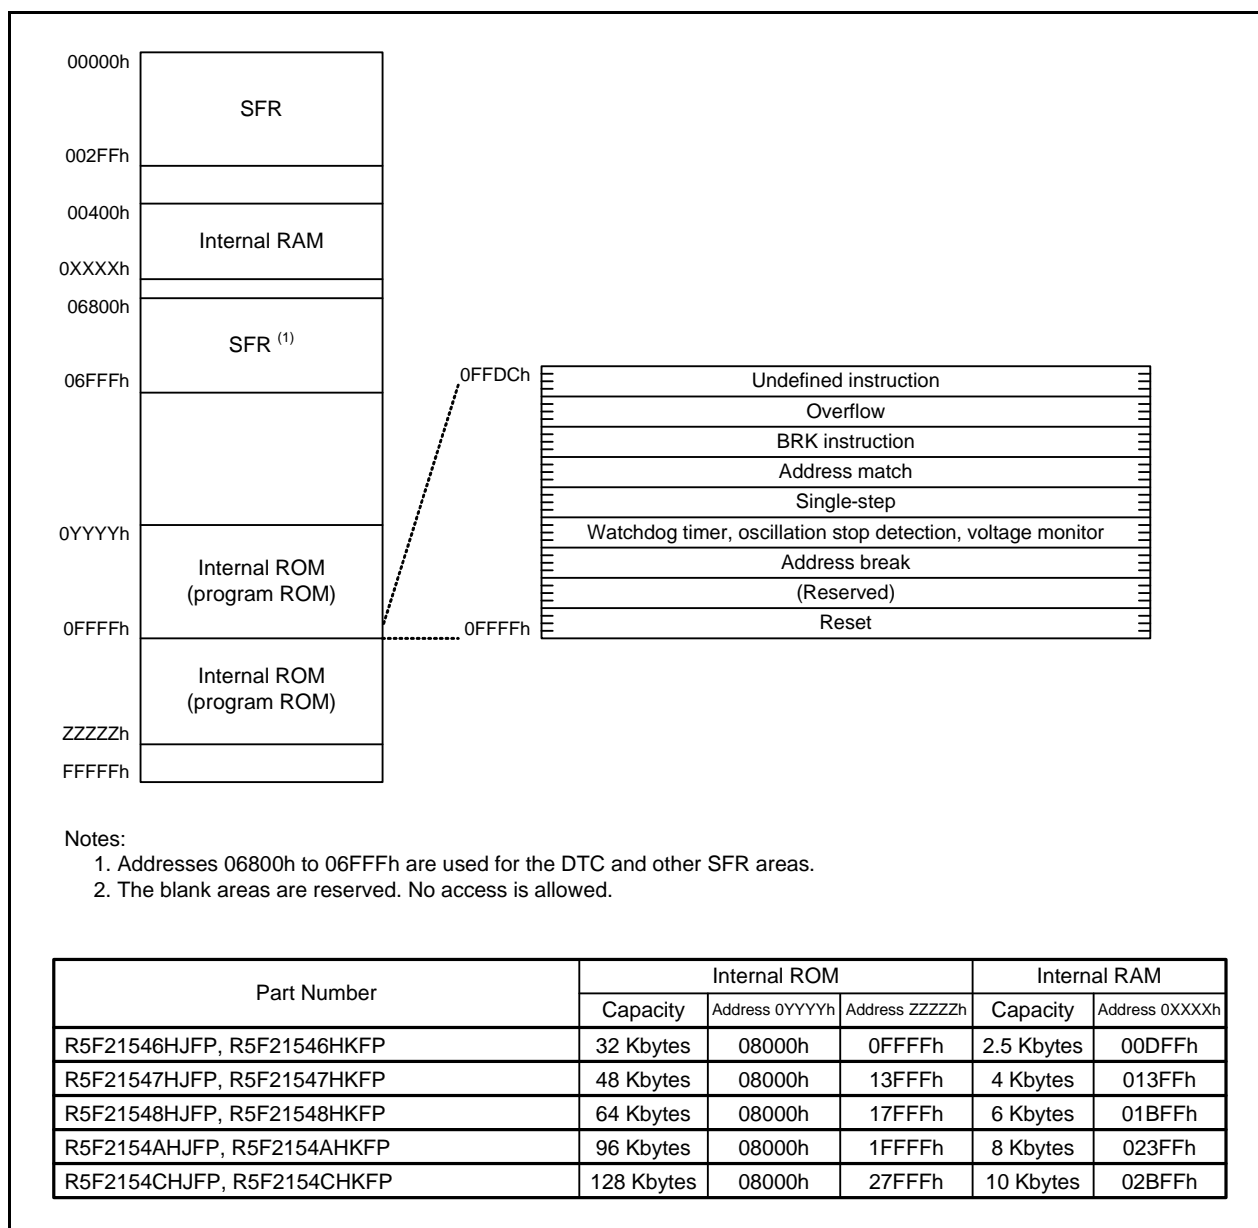 00000h
SFR
002FFh
00400h
Internal RAM
0XXXXh
06800h
SFR (1)
06FFFh
0YYYYh
Internal ROM
(program ROM)
0FFFFh
Internal ROM
(program ROM)
ZZZZZh
FFFFFh
0FFDCh
Undefined instruction
Overflow
BRK instruction
Address match
Single-step
Watchdog timer, oscillation stop detection, voltage monitor
Address break
(Reserved)
0FFFFh
Reset
Notes:
1. Addresses 06800h to 06FFFh are used for the DTC and other SFR areas.
2. The blank areas are reserved. No access is allowed.
Part Number Internal ROM Internal RAM
Capacity Address 0YYYYh Address ZZZZZh Capacity Address 0XXXXh
R5F21546HJFP, R5F21546HKFP 32 Kbytes 08000h 0FFFFh 2.5 Kbytes 00DFFh
R5F21547HJFP, R5F21547HKFP 48 Kbytes 08000h 13FFFh 4 Kbytes 013FFh
R5F21548HJFP, R5F21548HKFP 64 Kbytes 08000h 17FFFh 6 Kbytes 01BFFh
R5F2154AHJFP, R5F2154AHKFP 96 Kbytes 08000h 1FFFFh 8 Kbytes 023FFh
R5F2154CHJFP, R5F2154CHKFP 128 Kbytes 08000h 27FFFh 10 Kbytes 02BFFh